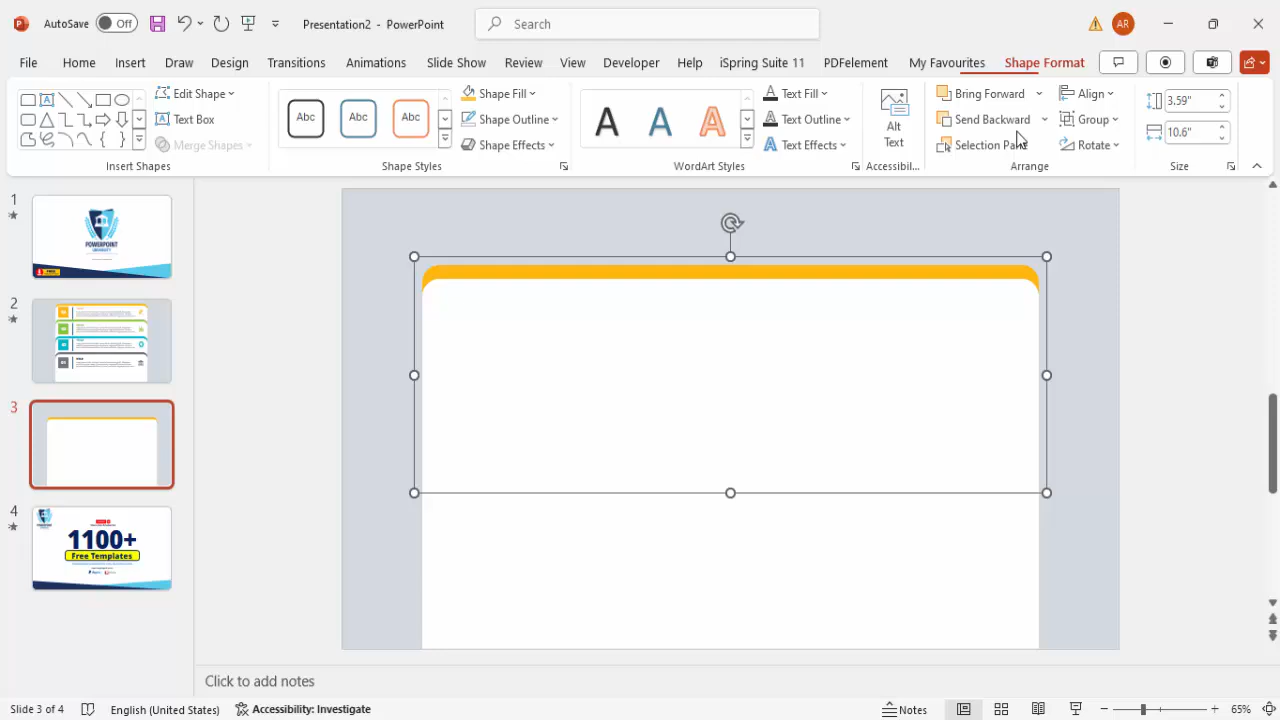 AutoSave Off Presentation2 - PowerPoint Search AR
File Home Insert Draw Design Transitions Animations Slide Show Review View Developer Help iSpring Suite 11 PDFelement My Favourites Shape Format
Edit Shape
Text Box
Merge Shapes
Insert Shapes
Abc Abc Abc
Shape Fill
Shape Outline
Shape Effects
Shape Styles
A A A
Text Fill
Text Outline
Text Effects
WordArt Styles
Alt
Text
Accessibil...
Bring Forward
Send Backward
Selection Pane
Align
Group
Rotate
Arrange
3.59"
10.6"
Size
1
POWERPOINT
UNIVERSITY
2
3
4
1100+
Free Templates
Click to add notes
Slide 3 of 4 English (United States) Accessibility: Investigate Notes 65%